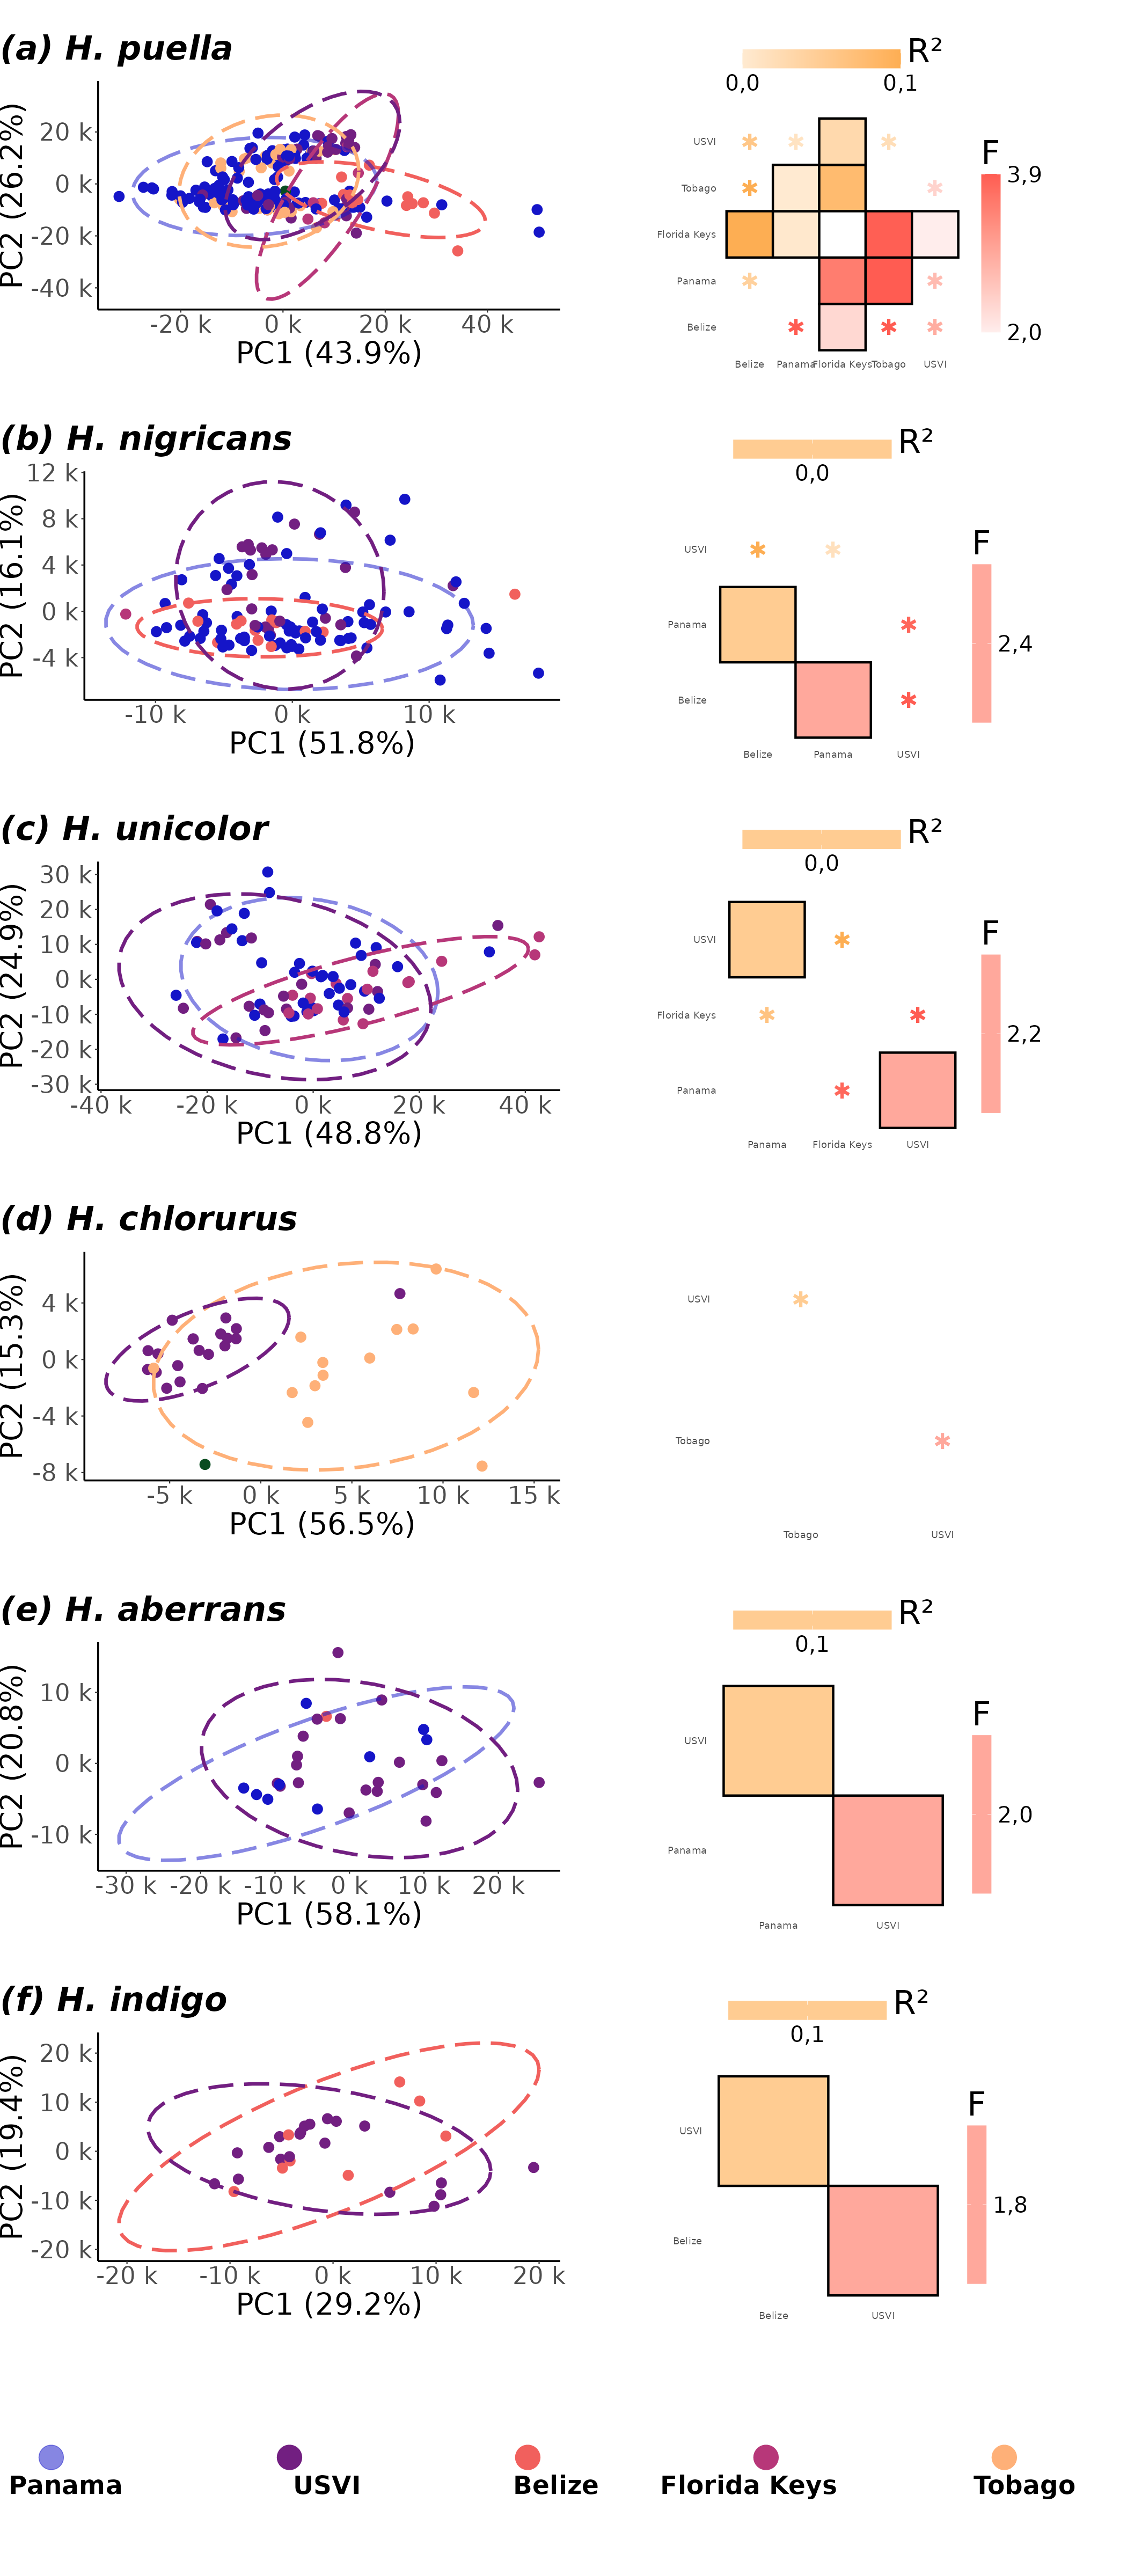 (a) H. puella
R²
0,0 0,1
PC2 (26.2%)
20 k
0 k
-20 k
-40 k
-20 k 0 k 20 k 40 k
PC1 (43.9%)
USVI
Tobago
Florida Keys
Panama
Belize
Belize Panama Florida Keys Tobago USVI
F
3,9
2,0
(b) H. nigricans
R²
0,0
PC2 (16.1%)
12 k
8 k
4 k
0 k
-4 k
-10 k 0 k 10 k
PC1 (51.8%)
USVI
Panama
Belize
Belize Panama USVI
F
2,4
(c) H. unicolor
R²
0,0
PC2 (24.9%)
30 k
20 k
10 k
0 k
-10 k
-20 k
-30 k
-40 k -20 k 0 k 20 k 40 k
PC1 (48.8%)
USVI
Florida Keys
Panama
Panama Florida Keys USVI
F
2,2
(d) H. chlorurus
PC2 (15.3%)
4 k
0 k
-4 k
-8 k
-5 k 0 k 5 k 10 k 15 k
PC1 (56.5%)
USVI
Tobago
Tobago USVI
(e) H. aberrans
R²
0,1
PC2 (20.8%)
10 k
0 k
-10 k
-30 k -20 k -10 k 0 k 10 k 20 k
PC1 (58.1%)
USVI
Panama
Panama USVI
F
2,0
(f) H. indigo
R²
0,1
PC2 (19.4%)
20 k
10 k
0 k
-10 k
-20 k
-20 k -10 k 0 k 10 k 20 k
PC1 (29.2%)
USVI
Belize
Belize USVI
F
1,8
Panama USVI Belize Florida Keys Tobago